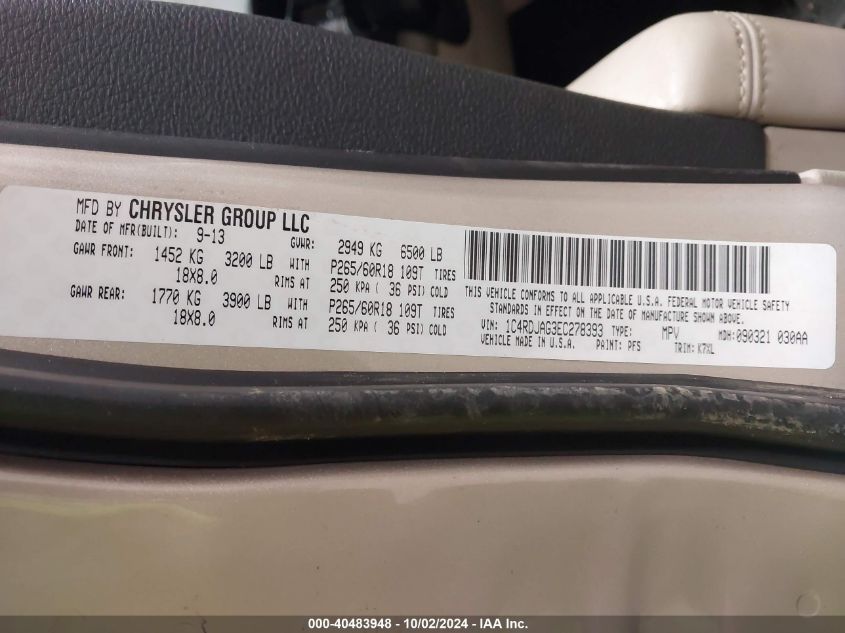 MFD BY CHRYSLER GROUP LLC
DATE OF MFR(BUILT): 9-13 GVWR: 2949 KG 6500 LB
GAWR FRONT: 1452 KG 3200 LB WITH P265/60R18 109T TIRES
18X8.0 RIMS AT 250 KPA ( 36 PSI) COLD
GAWR REAR: 1770 KG 3900 LB WITH P265/60R18 109T TIRES
18X8.0 RIMS AT 250 KPA ( 36 PSI) COLD
THIS VEHICLE CONFORMS TO ALL APPLICABLE U.S.A. FEDERAL MOTOR VEHICLE SAFETY
STANDARDS IN EFFECT ON THE DATE OF MANUFACTURE SHOWN ABOVE.
VIN: 1C4RDJAG3EC278393 TYPE: MPV MDH: 090321 030AA
VEHICLE MADE IN U.S.A. PAINT: PFS TRIM: K7XL
000-40483948 - 10/02/2024 - IAA Inc.